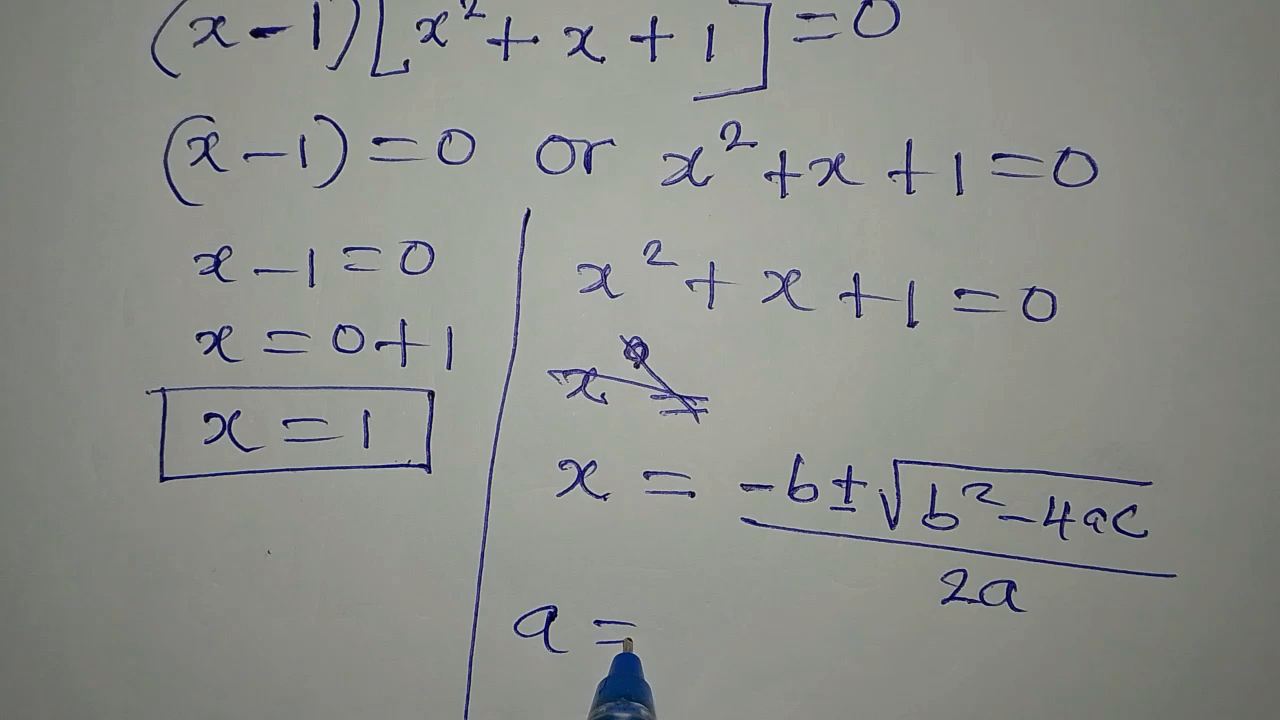 (x-1)[x²+x+1]=0
(x-1)=0 or x²+x+1=0
x-1=0
x=0+1
x=1
x²+x+1=0
x =
x = -b±√b²-4ac
2a
a =